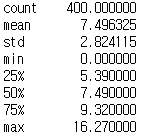 count    400.000000
mean       7.496325
std        2.824115
min        0.000000
25%        5.390000
50%        7.490000
75%        9.320000
max       16.270000